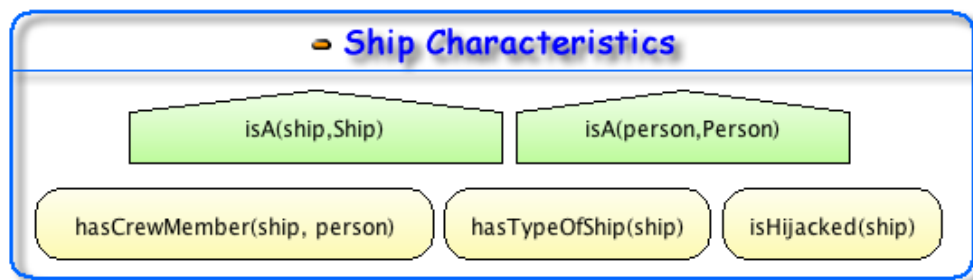 Ship Characteristics
isA(ship,Ship) isA(person,Person)
hasCrewMember(ship, person) hasTypeOfShip(ship) isHijacked(ship)